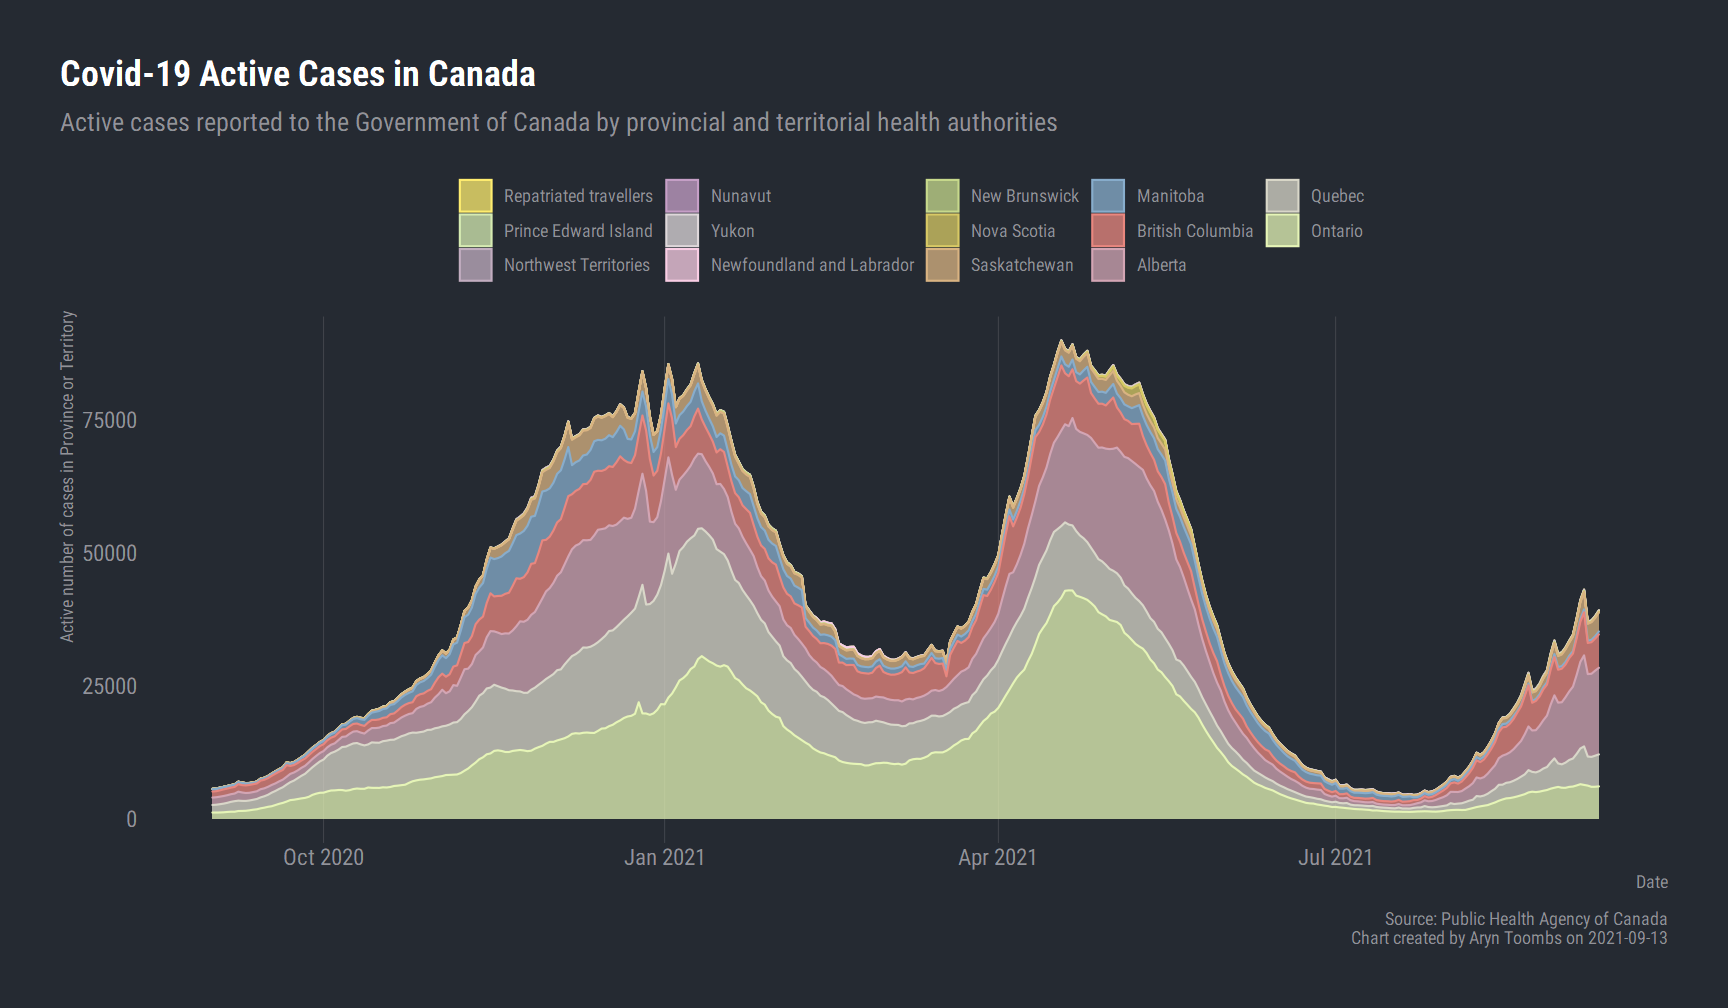 Covid-19 Active Cases in Canada
Active cases reported to the Government of Canada by provincial and territorial health authorities
Repatriated travellers Nunavut New Brunswick Manitoba Quebec
Prince Edward Island Yukon Nova Scotia British Columbia Ontario
Northwest Territories Newfoundland and Labrador Saskatchewan Alberta
Active number of cases in Province or Territory
75000
50000
25000
0
Oct 2020 Jan 2021 Apr 2021 Jul 2021
Date
Source: Public Health Agency of Canada
Chart created by Aryn Toombs on 2021-09-13